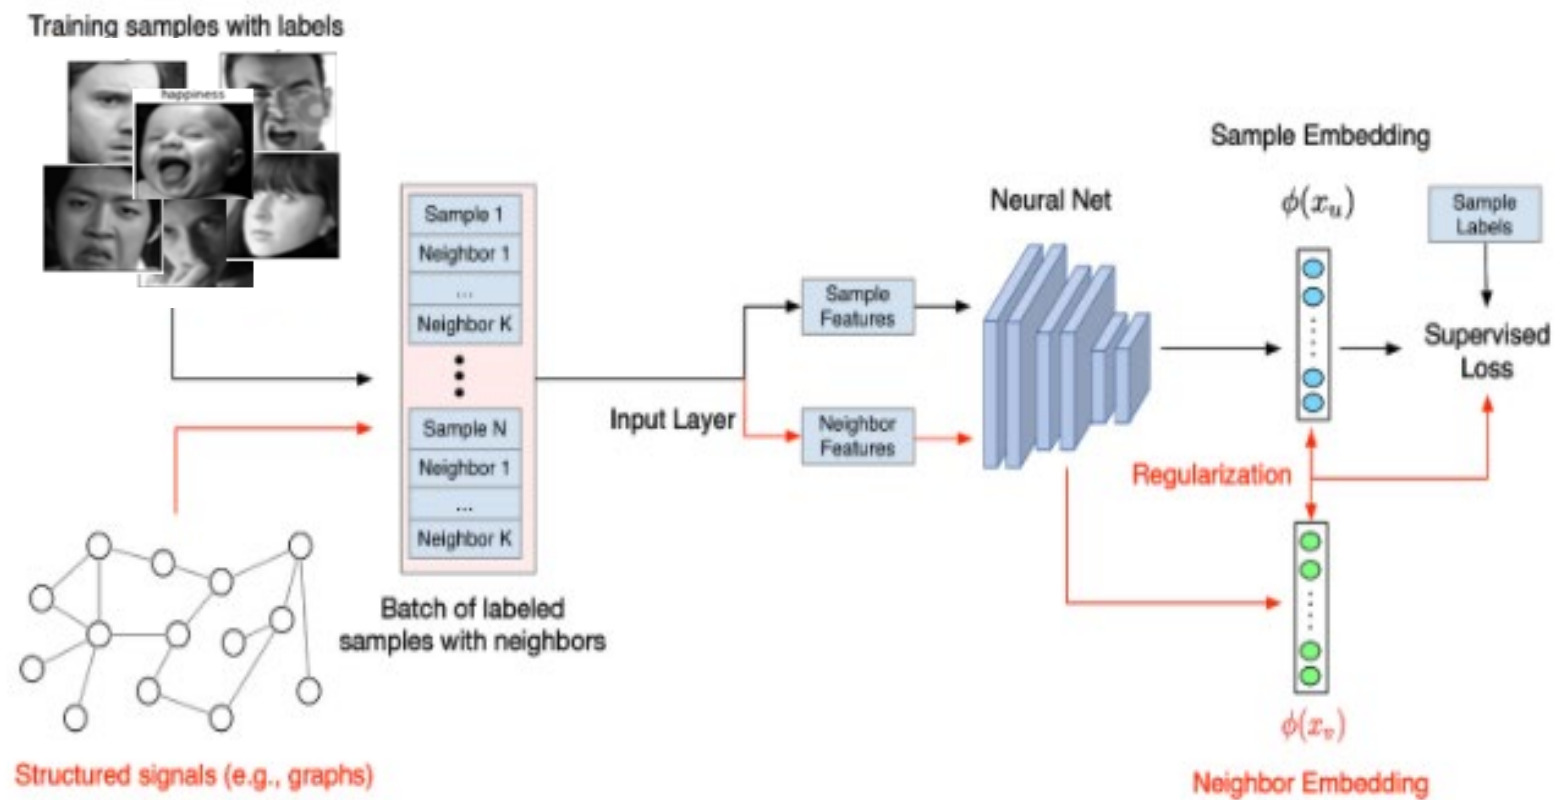 Training samples with labels
happiness
Sample 1
Neighbor 1
...
Neighbor K
Sample N
Neighbor 1
...
Neighbor K
Batch of labeled
samples with neighbors
Structured signals (e.g., graphs)
Input Layer
Sample
Features
Neighbor
Features
Neural Net
Sample Embedding
ϕ(xᵤ)
Sample
Labels
Supervised
Loss
Regularization
ϕ(xᵥ)
Neighbor Embedding